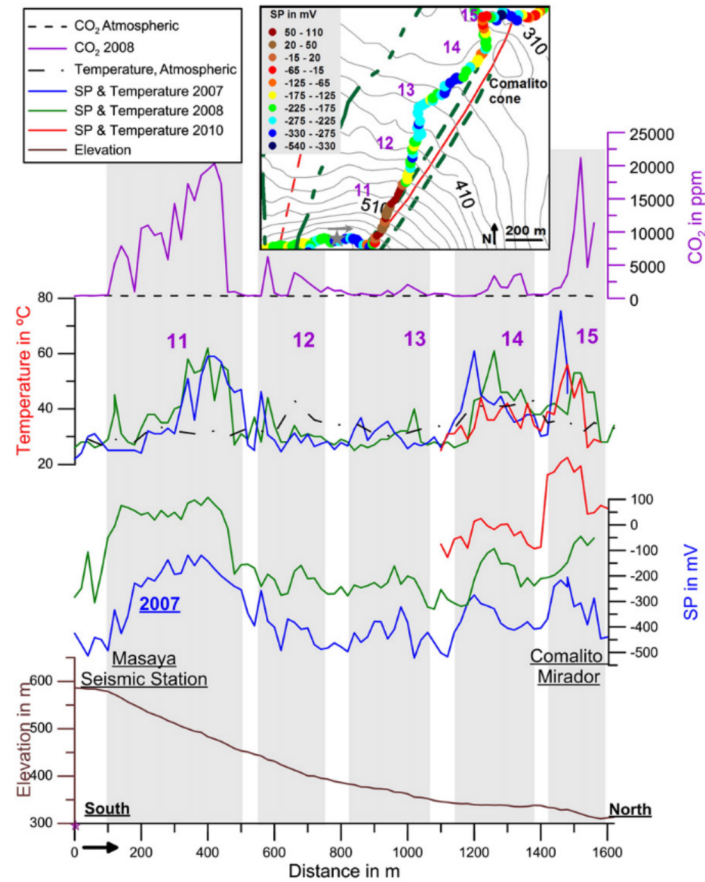 CO₂ Atmospheric
CO₂ 2008
Temperature, Atmospheric
SP & Temperature 2007
SP & Temperature 2008
SP & Temperature 2010
Elevation
SP in mV
50 - 110
20 - 50
-15 20
-65 -15
-125 -65
-175 -125
-225 -175
-275 - -225
-330 - -275
-540 - -330
15
14
13
12
11
310
Comalito
cone
410
510
N
200 m
25000
20000
15000
10000
5000
0
CO₂ in ppm
80
60
40
20
Temperature in ºC
11
12
13
14
15
100
0
-100
-200
-300
-400
-500
SP in mV
2007
Masaya
Seismic Station
Comalito
Mirador
600
500
400
300
Elevation in m
South
North
0
200
400
600
800
1000
1200
1400
1600
Distance in m